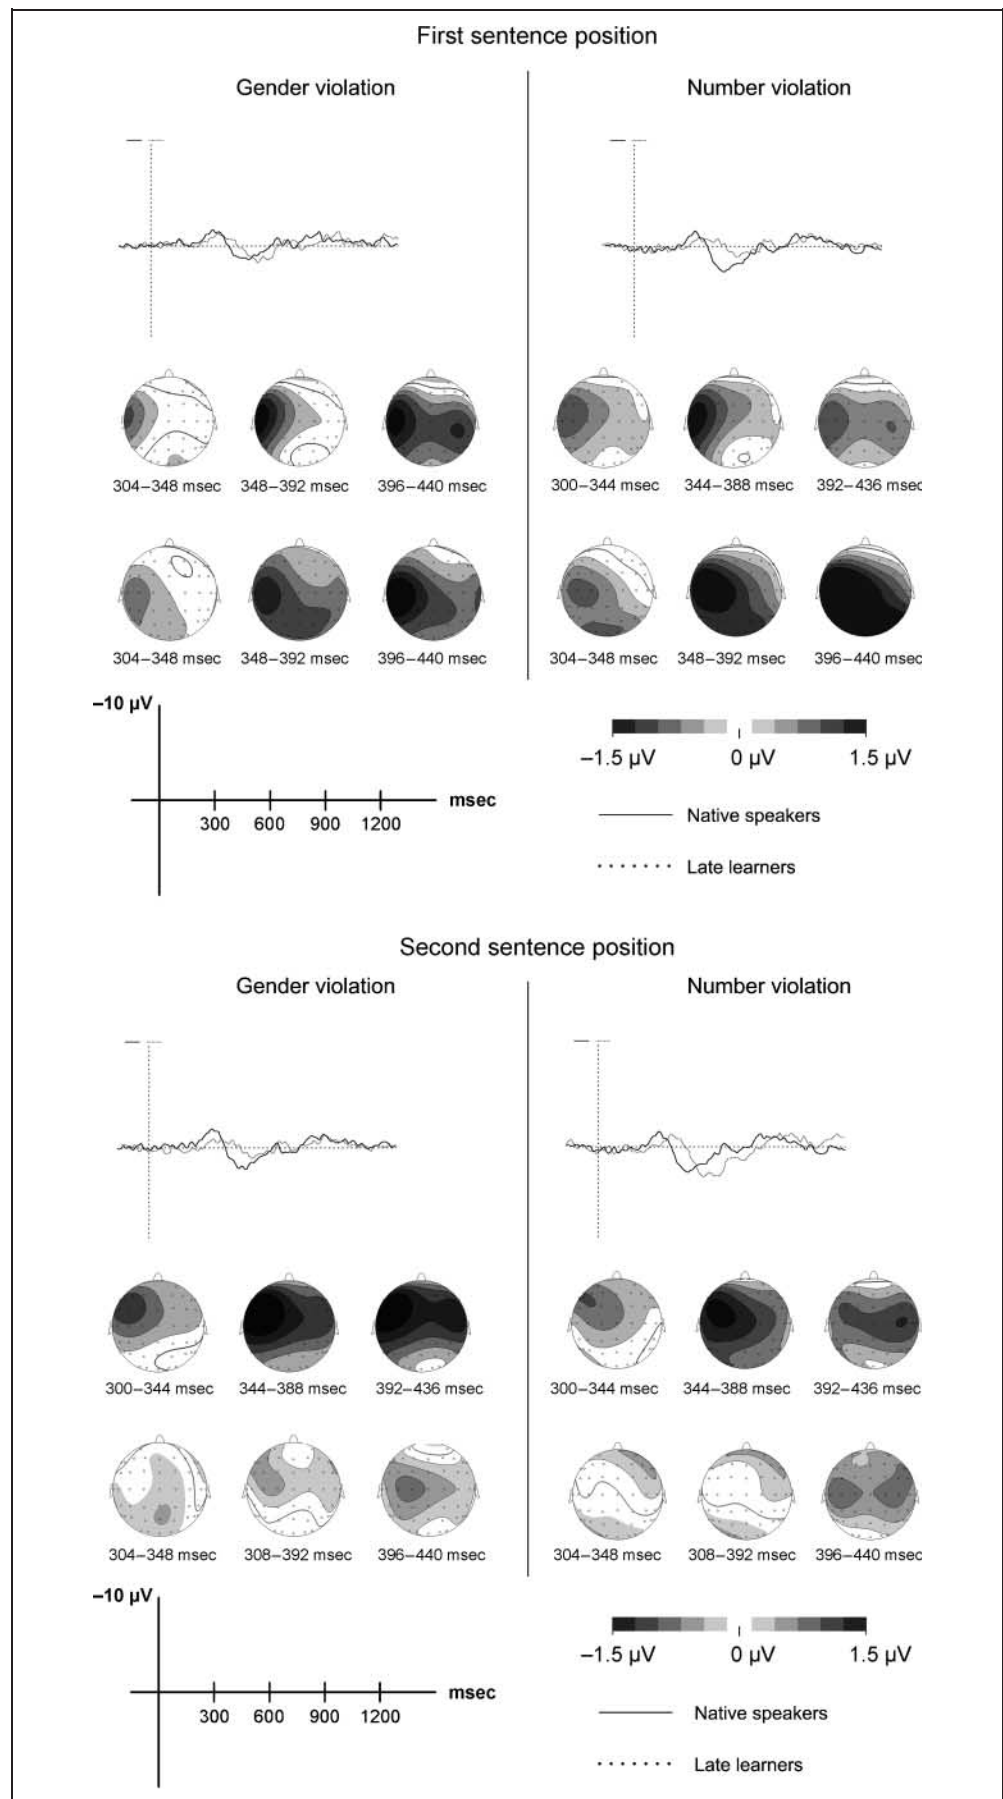 First sentence position
Gender violation
Number violation
304–348 msec 348–392 msec 396–440 msec
300–344 msec 344–388 msec 392–436 msec
304–348 msec 348–392 msec 396–440 msec
304–348 msec 348–392 msec 396–440 msec
–10 µV
msec
300 600 900 1200
–1.5 µV 0 µV 1.5 µV
Native speakers
Late learners
Second sentence position
Gender violation
Number violation
300–344 msec 344–388 msec 392–436 msec
300–344 msec 344–388 msec 392–436 msec
304–348 msec 308–392 msec 396–440 msec
304–348 msec 308–392 msec 396–440 msec
–10 µV
msec
300 600 900 1200
–1.5 µV 0 µV 1.5 µV
Native speakers
Late learners